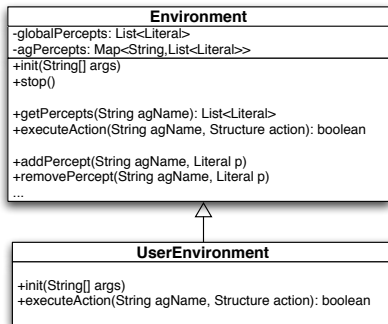 Environment
-globalPercepts: List<Literal>
-agPercepts: Map<String,List<Literal>>
+init(String[] args)
+stop()
+getPercepts(String agName): List<Literal>
+executeAction(String agName, Structure action): boolean
+addPercept(String agName, Literal p)
+removePercept(String agName, Literal p)
...
UserEnvironment
+init(String[] args)
+executeAction(String agName, Structure action): boolean